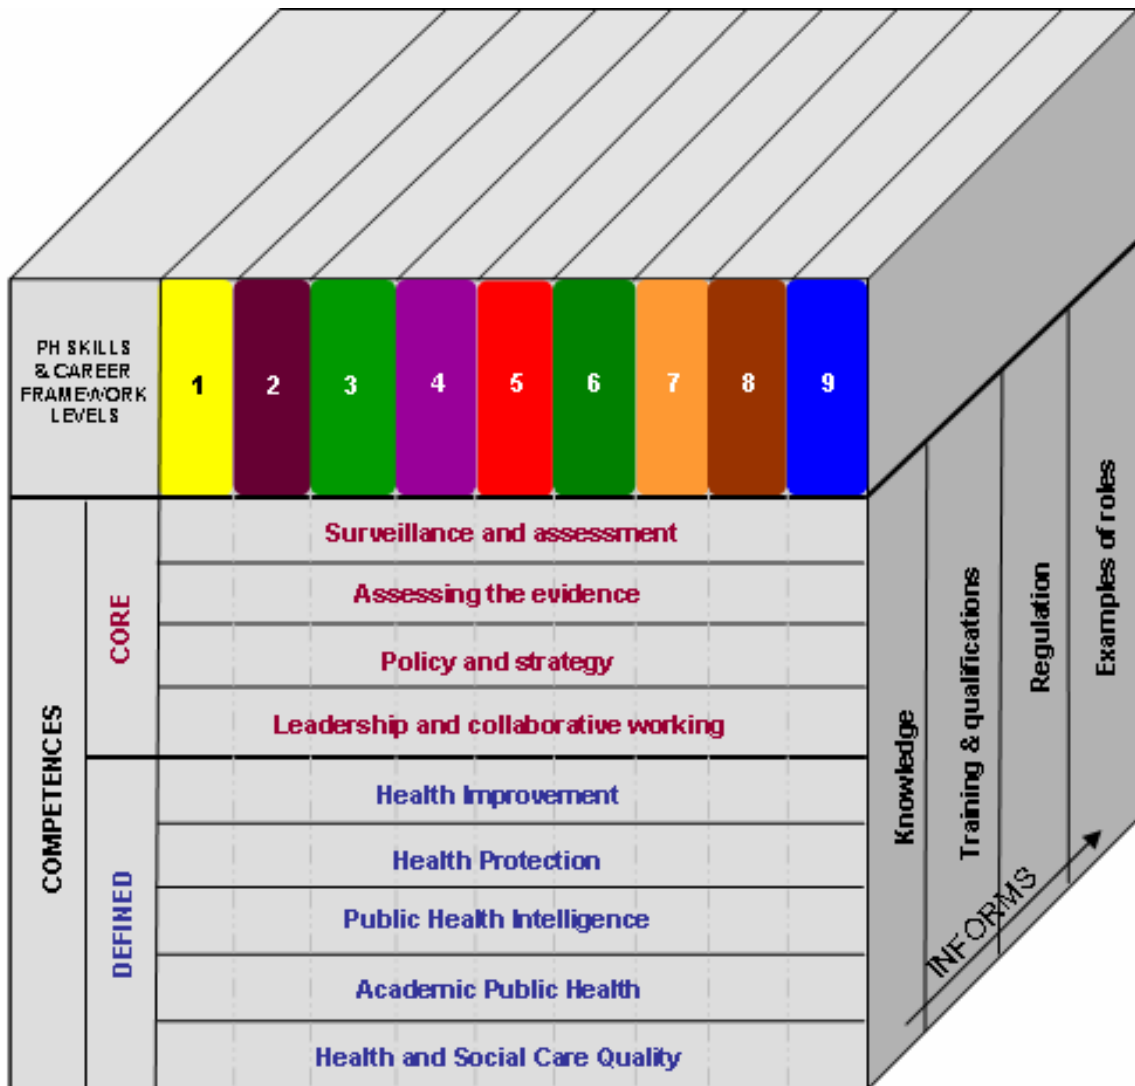 PH SKILLS
& CAREER
FRAMEWORK
LEVELS
1
2
3
4
5
6
7
8
9
COMPETENCES
CORE
Surveillance and assessment
Assessing the evidence
Policy and strategy
Leadership and collaborative working
DEFINED
Health Improvement
Health Protection
Public Health Intelligence
Academic Public Health
Health and Social Care Quality
Knowledge
Training & qualifications
Regulation
Examples of roles
INFORMS